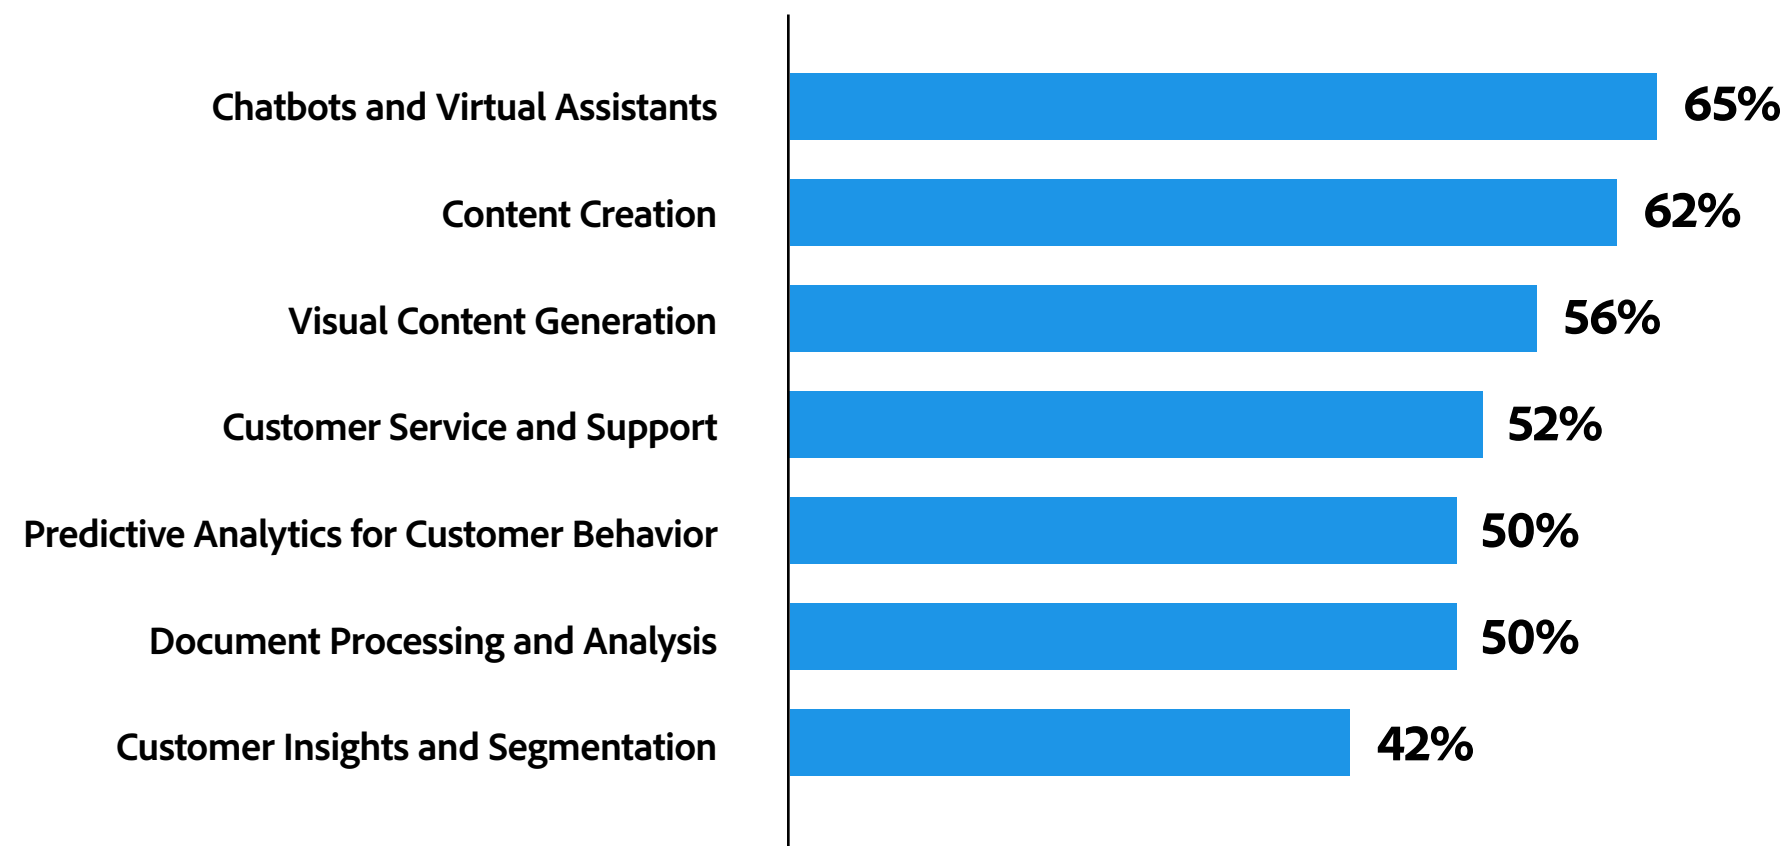 Chatbots and Virtual Assistants 65%
Content Creation 62%
Visual Content Generation 56%
Customer Service and Support 52%
Predictive Analytics for Customer Behavior 50%
Document Processing and Analysis 50%
Customer Insights and Segmentation 42%